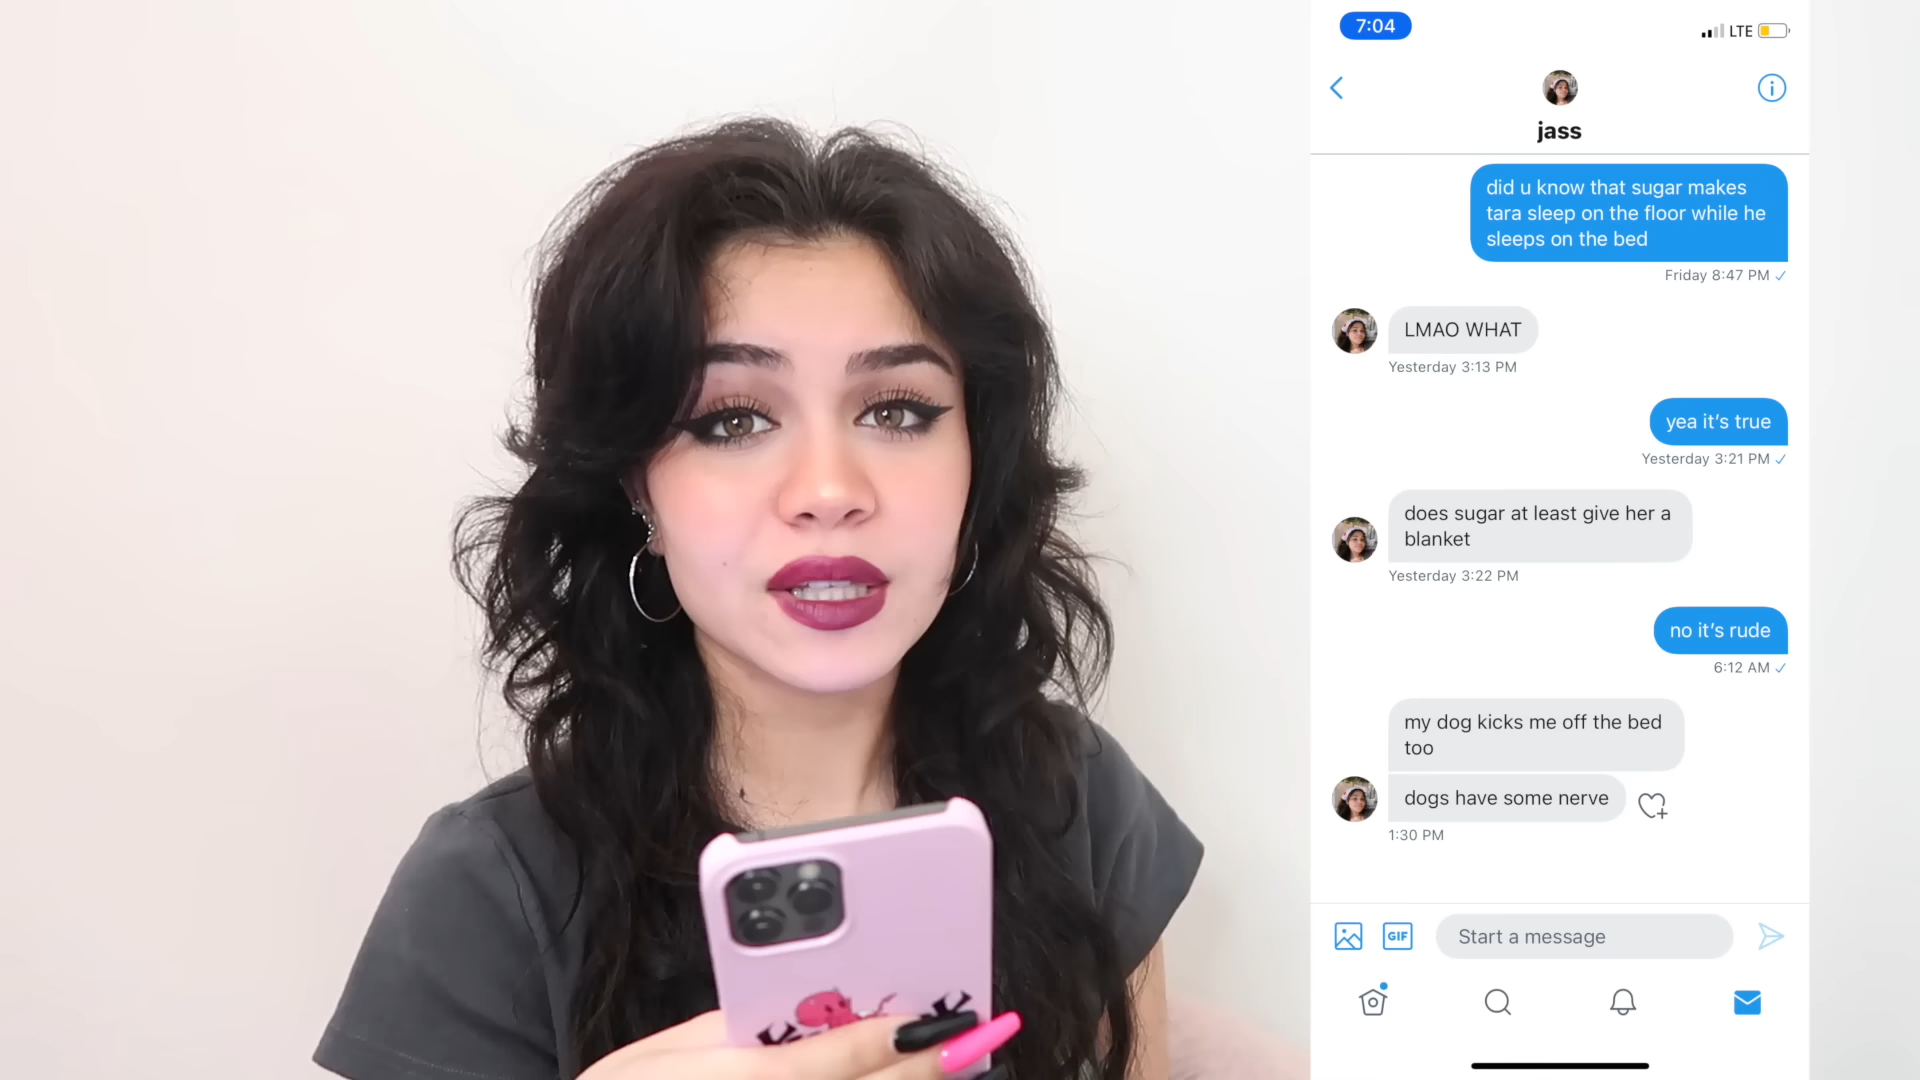 7:04
LTE
jass
did u know that sugar makes
tara sleep on the floor while he
sleeps on the bed
Friday 8:47 PM ✓
LMAO WHAT
Yesterday 3:13 PM
yea it’s true
Yesterday 3:21 PM ✓
does sugar at least give her a
blanket
Yesterday 3:22 PM
no it’s rude
6:12 AM ✓
my dog kicks me off the bed
too
dogs have some nerve
1:30 PM
GIF
Start a message